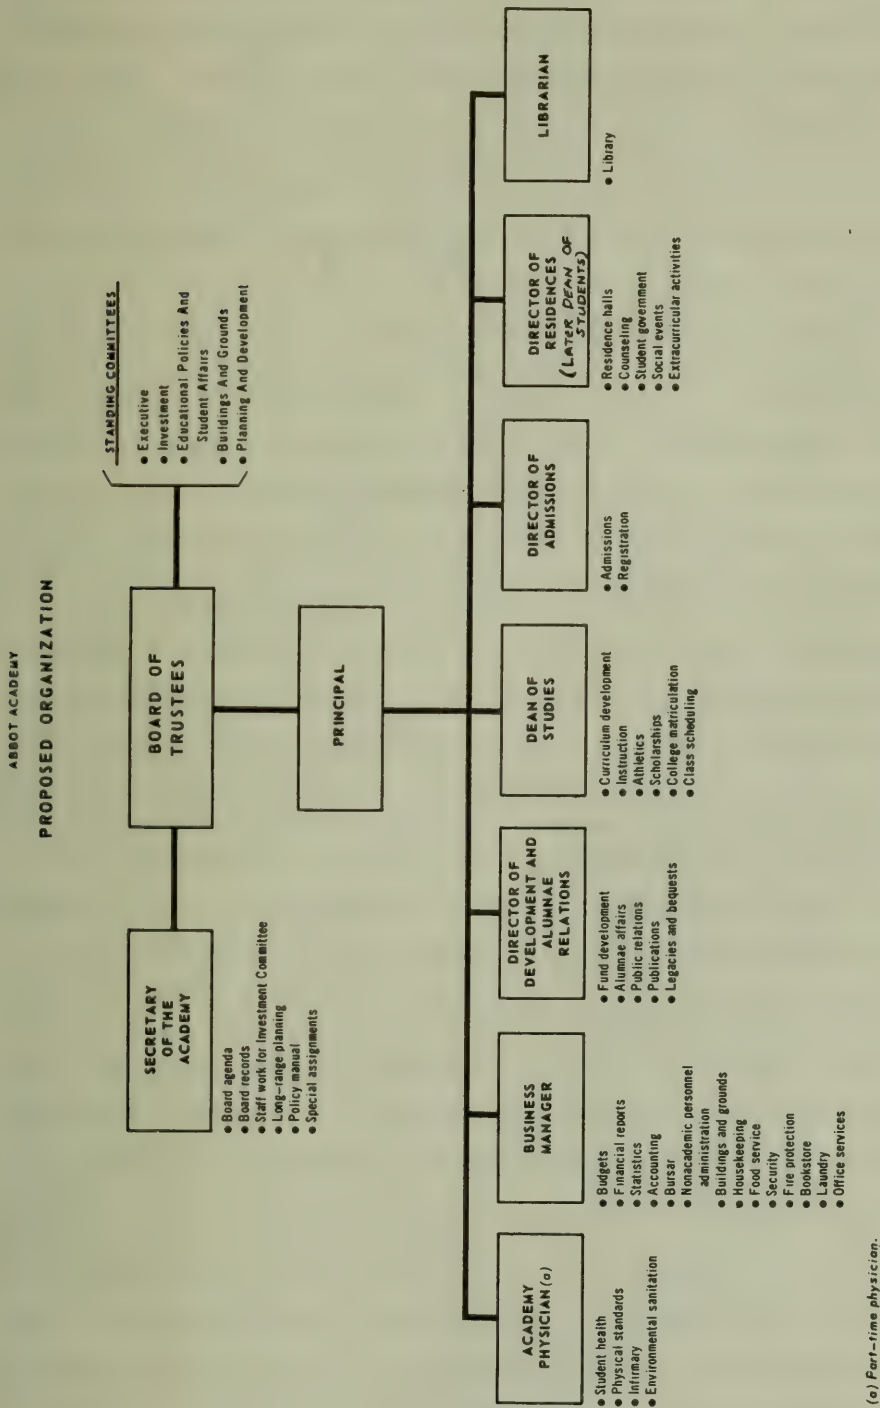 ABBOT ACADEMY
PROPOSED ORGANIZATION
SECRETARY
OF THE
ACADEMY
• Board agenda
• Board records
• Staff work for Investment Committee
• Long-range planning
• Policy manual
• Special assignments
BOARD OF
TRUSTEES
STANDING COMMITTEES
• Executive
• Investment
• Educational Policies And
Student Affairs
• Buildings And Grounds
• Planning And Development
PRINCIPAL
ACADEMY
PHYSICIAN(a)
• Student health
• Physical standards
• Infirmary
• Environmental sanitation
BUSINESS
MANAGER
• Budgets
• Financial reports
• Statistics
• Accounting
• Bursar
• Nonacademic personnel
administration
• Buildings and grounds
• Housekeeping
• Food service
• Security
• Fire protection
• Bookstore
• Laundry
• Office services
DIRECTOR OF
DEVELOPMENT AND
ALUMNAE
RELATIONS
• Fund development
• Alumnae affairs
• Public relations
• Publications
• Legacies and bequests
DEAN OF
STUDIES
• Curriculum development
• Instruction
• Athletics
• Scholarships
• College matriculation
• Class scheduling
DIRECTOR OF
ADMISSIONS
• Admissions
• Registration
DIRECTOR OF
RESIDENCES
(LATER DEAN OF
STUDENTS)
• Residence halls
• Counseling
• Student government
• Social events
• Extracurricular activities
LIBRARIAN
• Library
(a) Part-time physician.